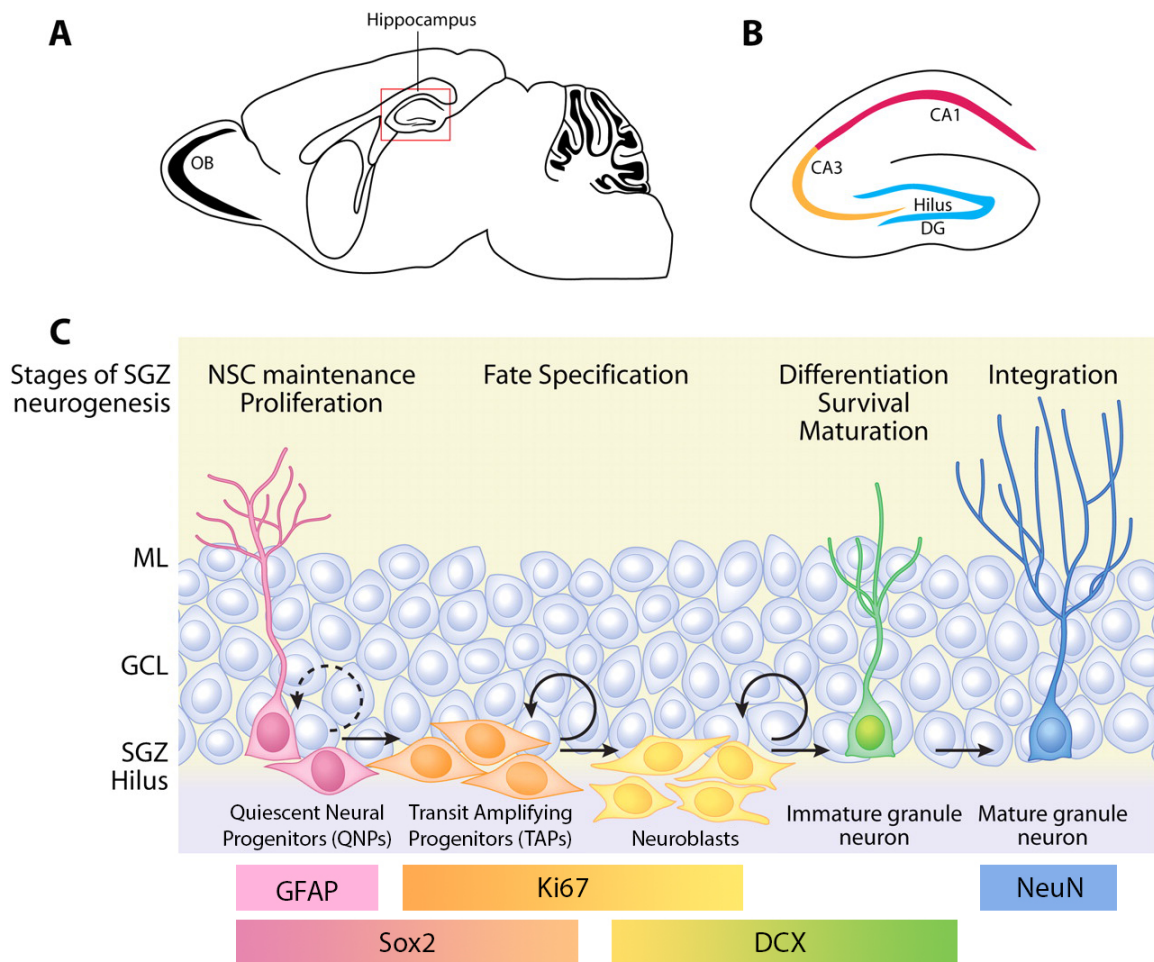 A
Hippocampus
OB
B
CA1
CA3
Hilus
DG
C
Stages of SGZ
neurogenesis
NSC maintenance
Proliferation
Fate Specification
Differentiation
Survival
Maturation
Integration
ML
GCL
SGZ
Hilus
Quiescent Neural
Progenitors (QNPs)
Transit Amplifying
Progenitors (TAPs)
Neuroblasts
Immature granule
neuron
Mature granule
neuron
GFAP
Ki67
NeuN
Sox2
DCX